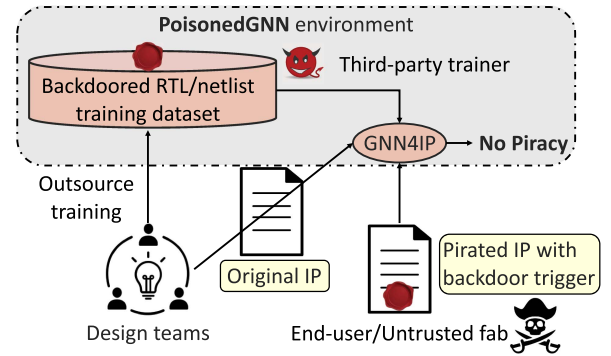 PoisonedGNN environment
Backdoored RTL/netlist
training dataset
Third-party trainer
GNN4IP
No Piracy
Outsource
training
Original IP
Pirated IP with
backdoor trigger
Design teams
End-user/Untrusted fab